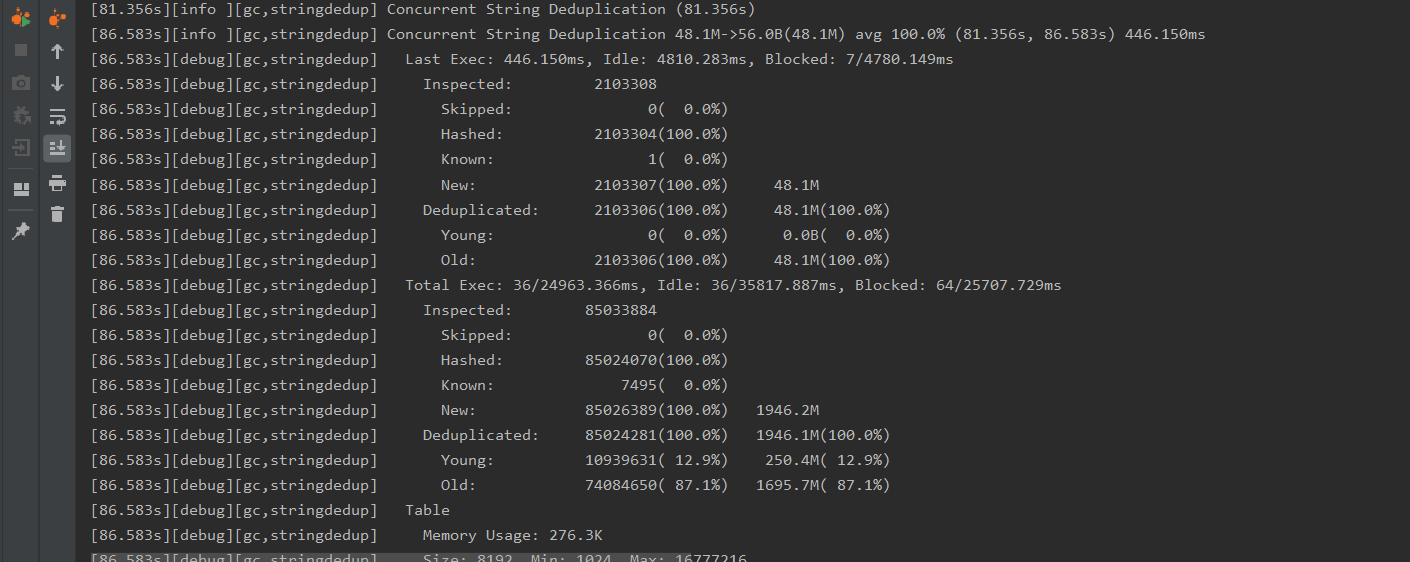 [81.356s][info ][gc,stringdedup] Concurrent String Deduplication (81.356s)
[86.583s][info ][gc,stringdedup] Concurrent String Deduplication 48.1M->56.0B(48.1M) avg 100.0% (81.356s, 86.583s) 446.150ms
[86.583s][debug][gc,stringdedup]   Last Exec: 446.150ms, Idle: 4810.283ms, Blocked: 7/4780.149ms
[86.583s][debug][gc,stringdedup]     Inspected:         2103308
[86.583s][debug][gc,stringdedup]       Skipped:               0(  0.0%)
[86.583s][debug][gc,stringdedup]       Hashed:          2103304(100.0%)
[86.583s][debug][gc,stringdedup]       Known:                 1(  0.0%)
[86.583s][debug][gc,stringdedup]       New:             2103307(100.0%)     48.1M
[86.583s][debug][gc,stringdedup]     Deduplicated:      2103306(100.0%)     48.1M(100.0%)
[86.583s][debug][gc,stringdedup]       Young:                 0(  0.0%)      0.0B(  0.0%)
[86.583s][debug][gc,stringdedup]       Old:             2103306(100.0%)     48.1M(100.0%)
[86.583s][debug][gc,stringdedup]   Total Exec: 36/24963.366ms, Idle: 36/35817.887ms, Blocked: 64/25707.729ms
[86.583s][debug][gc,stringdedup]     Inspected:        85033884
[86.583s][debug][gc,stringdedup]       Skipped:               0(  0.0%)
[86.583s][debug][gc,stringdedup]       Hashed:         85024070(100.0%)
[86.583s][debug][gc,stringdedup]       Known:              7495(  0.0%)
[86.583s][debug][gc,stringdedup]       New:            85026389(100.0%)   1946.2M
[86.583s][debug][gc,stringdedup]     Deduplicated:     85024281(100.0%)   1946.1M(100.0%)
[86.583s][debug][gc,stringdedup]       Young:          10939631( 12.9%)    250.4M( 12.9%)
[86.583s][debug][gc,stringdedup]       Old:            74084650( 87.1%)   1695.7M( 87.1%)
[86.583s][debug][gc,stringdedup]   Table
[86.583s][debug][gc,stringdedup]     Memory Usage: 276.3K
[86.583s][debug][gc,stringdedup]     Size: 8192, Min: 1024, Max: 16777216